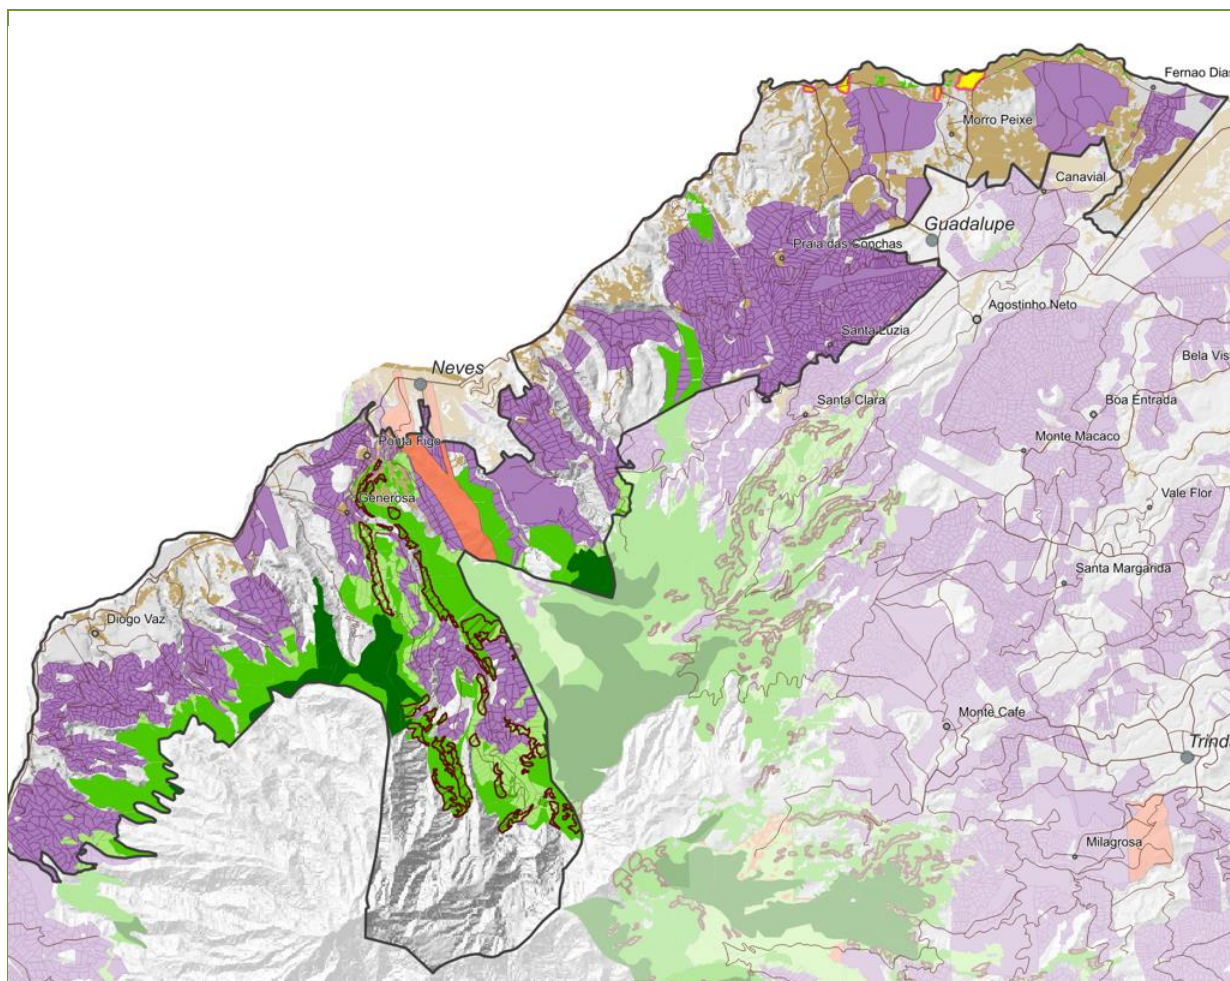 Fernao Dias
Morro Peixe
Canavial
Guadalupe
Praia das Conchas
Agostinho Neto
Santa Luzia
Bela Vis
Neves
Santa Clara
Boa Entrada
Ponta Figo
Monte Macaco
Generosa
Vale Flor
Santa Margarida
Diogo Vaz
Monte Cafe
Trind
Milagrosa